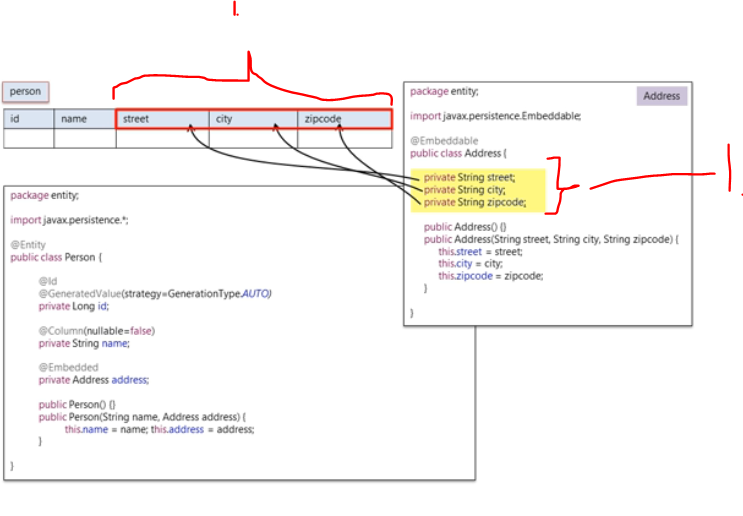 1.
person
id name street city zipcode
package entity;
import javax.persistence.*;
@Entity
public class Person {
@Id
@GeneratedValue(strategy=GenerationType.AUTO)
private Long id;
@Column(nullable=false)
private String name;
@Embedded
private Address address;
public Person() {}
public Person(String name, Address address) {
this.name = name; this.address = address;
}
}
Address
package entity;
import javax.persistence.Embeddable;
@Embeddable
public class Address {
private String street;
private String city;
private String zipcode;
public Address() {}
public Address(String street, String city, String zipcode) {
this.street = street;
this.city = city;
this.zipcode = zipcode;
}
}
1.